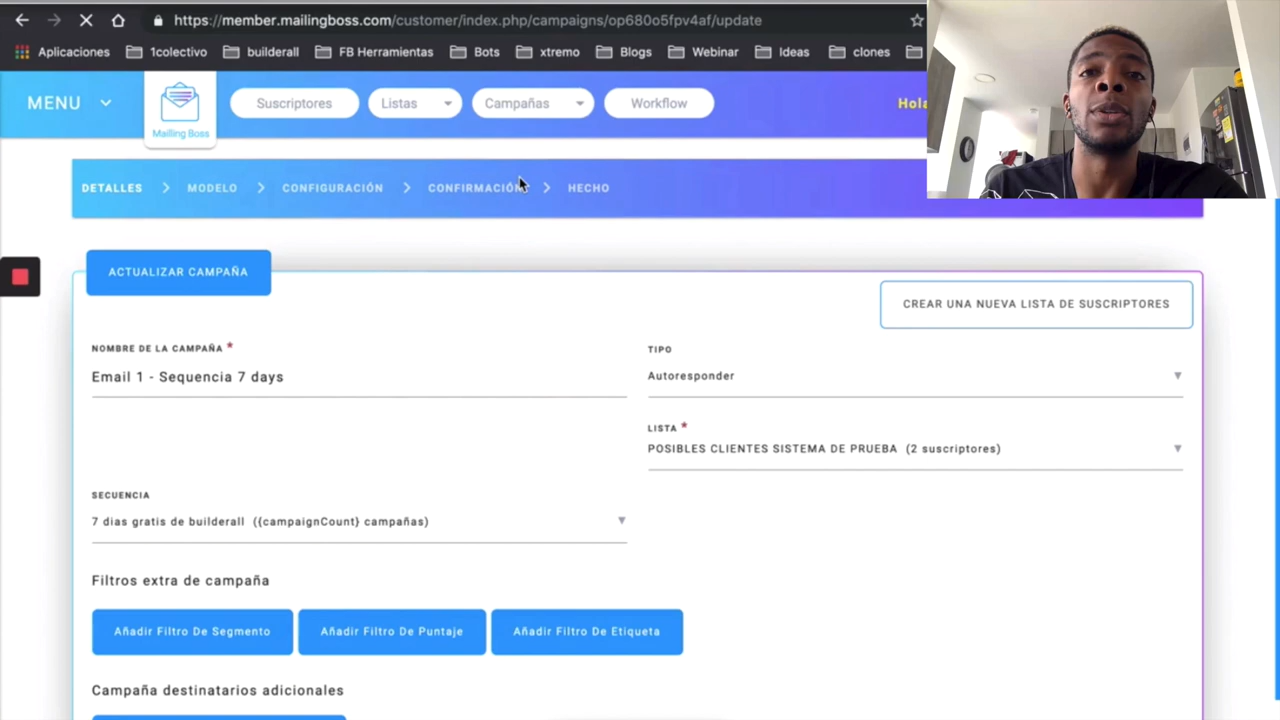 https://member.mailingboss.com/customer/index.php/campaigns/op680o5fpv4af/update
Aplicaciones 1colectivo builderall FB Herramientas Bots xtremo Blogs Webinar Ideas clones
MENU Suscriptores Listas Campañas Workflow
Mailling Boss
DETALLES MODELO CONFIGURACIÓN CONFIRMACIÓN HECHO
ACTUALIZAR CAMPAÑA
CREAR UNA NUEVA LISTA DE SUSCRIPTORES
NOMBRE DE LA CAMPAÑA *
TIPO
Email 1 - Sequencia 7 days
Autoresponder
LISTA *
POSIBLES CLIENTES SISTEMA DE PRUEBA (2 suscriptores)
SECUENCIA
7 dias gratis de builderall ({campaignCount} campañas)
Filtros extra de campaña
Añadir Filtro De Segmento Añadir Filtro De Puntaje Añadir Filtro De Etiqueta
Campaña destinatarios adicionales